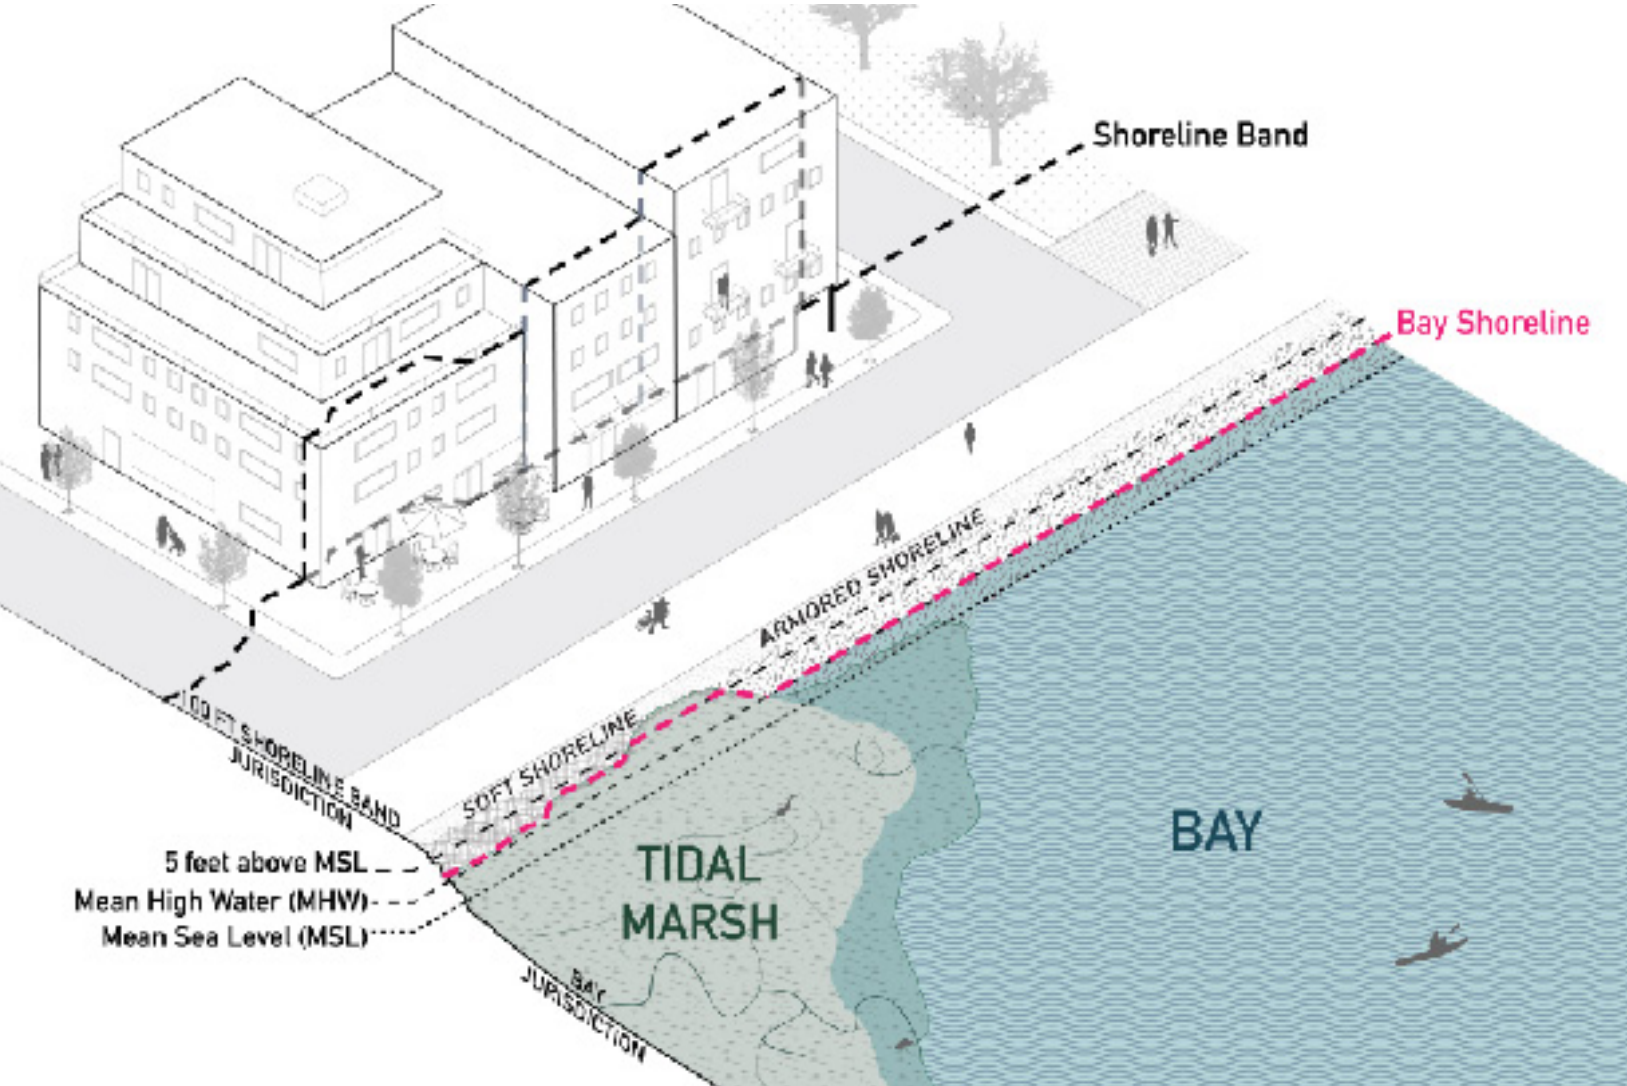 Shoreline Band
Bay Shoreline
ARMORED SHORELINE
SOFT SHORELINE
100 FT SHORELINE BAND
JURISDICTION
5 feet above MSL
Mean High Water (MHW)
Mean Sea Level (MSL)
TIDAL
MARSH
BAY
BAY
JURISDICTION